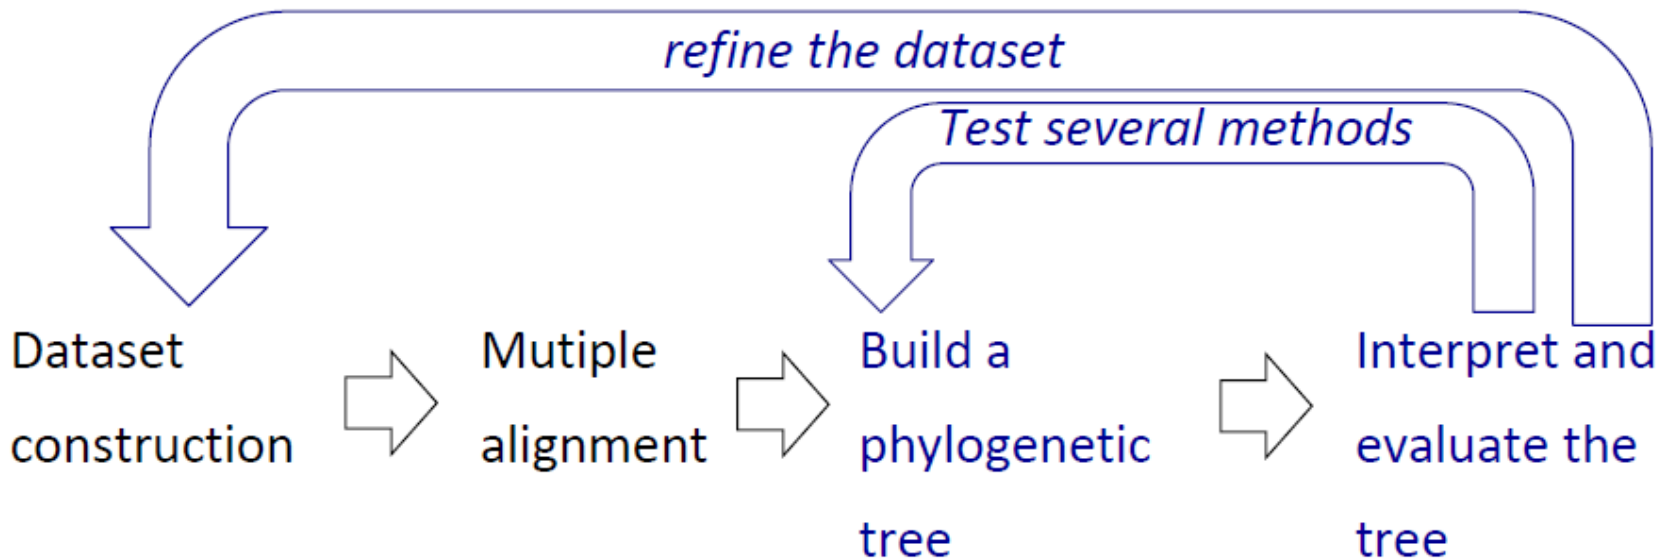 refine the dataset
Test several methods
Dataset
construction
Mutiple
alignment
Build a
phylogenetic
tree
Interpret and
evaluate the
tree